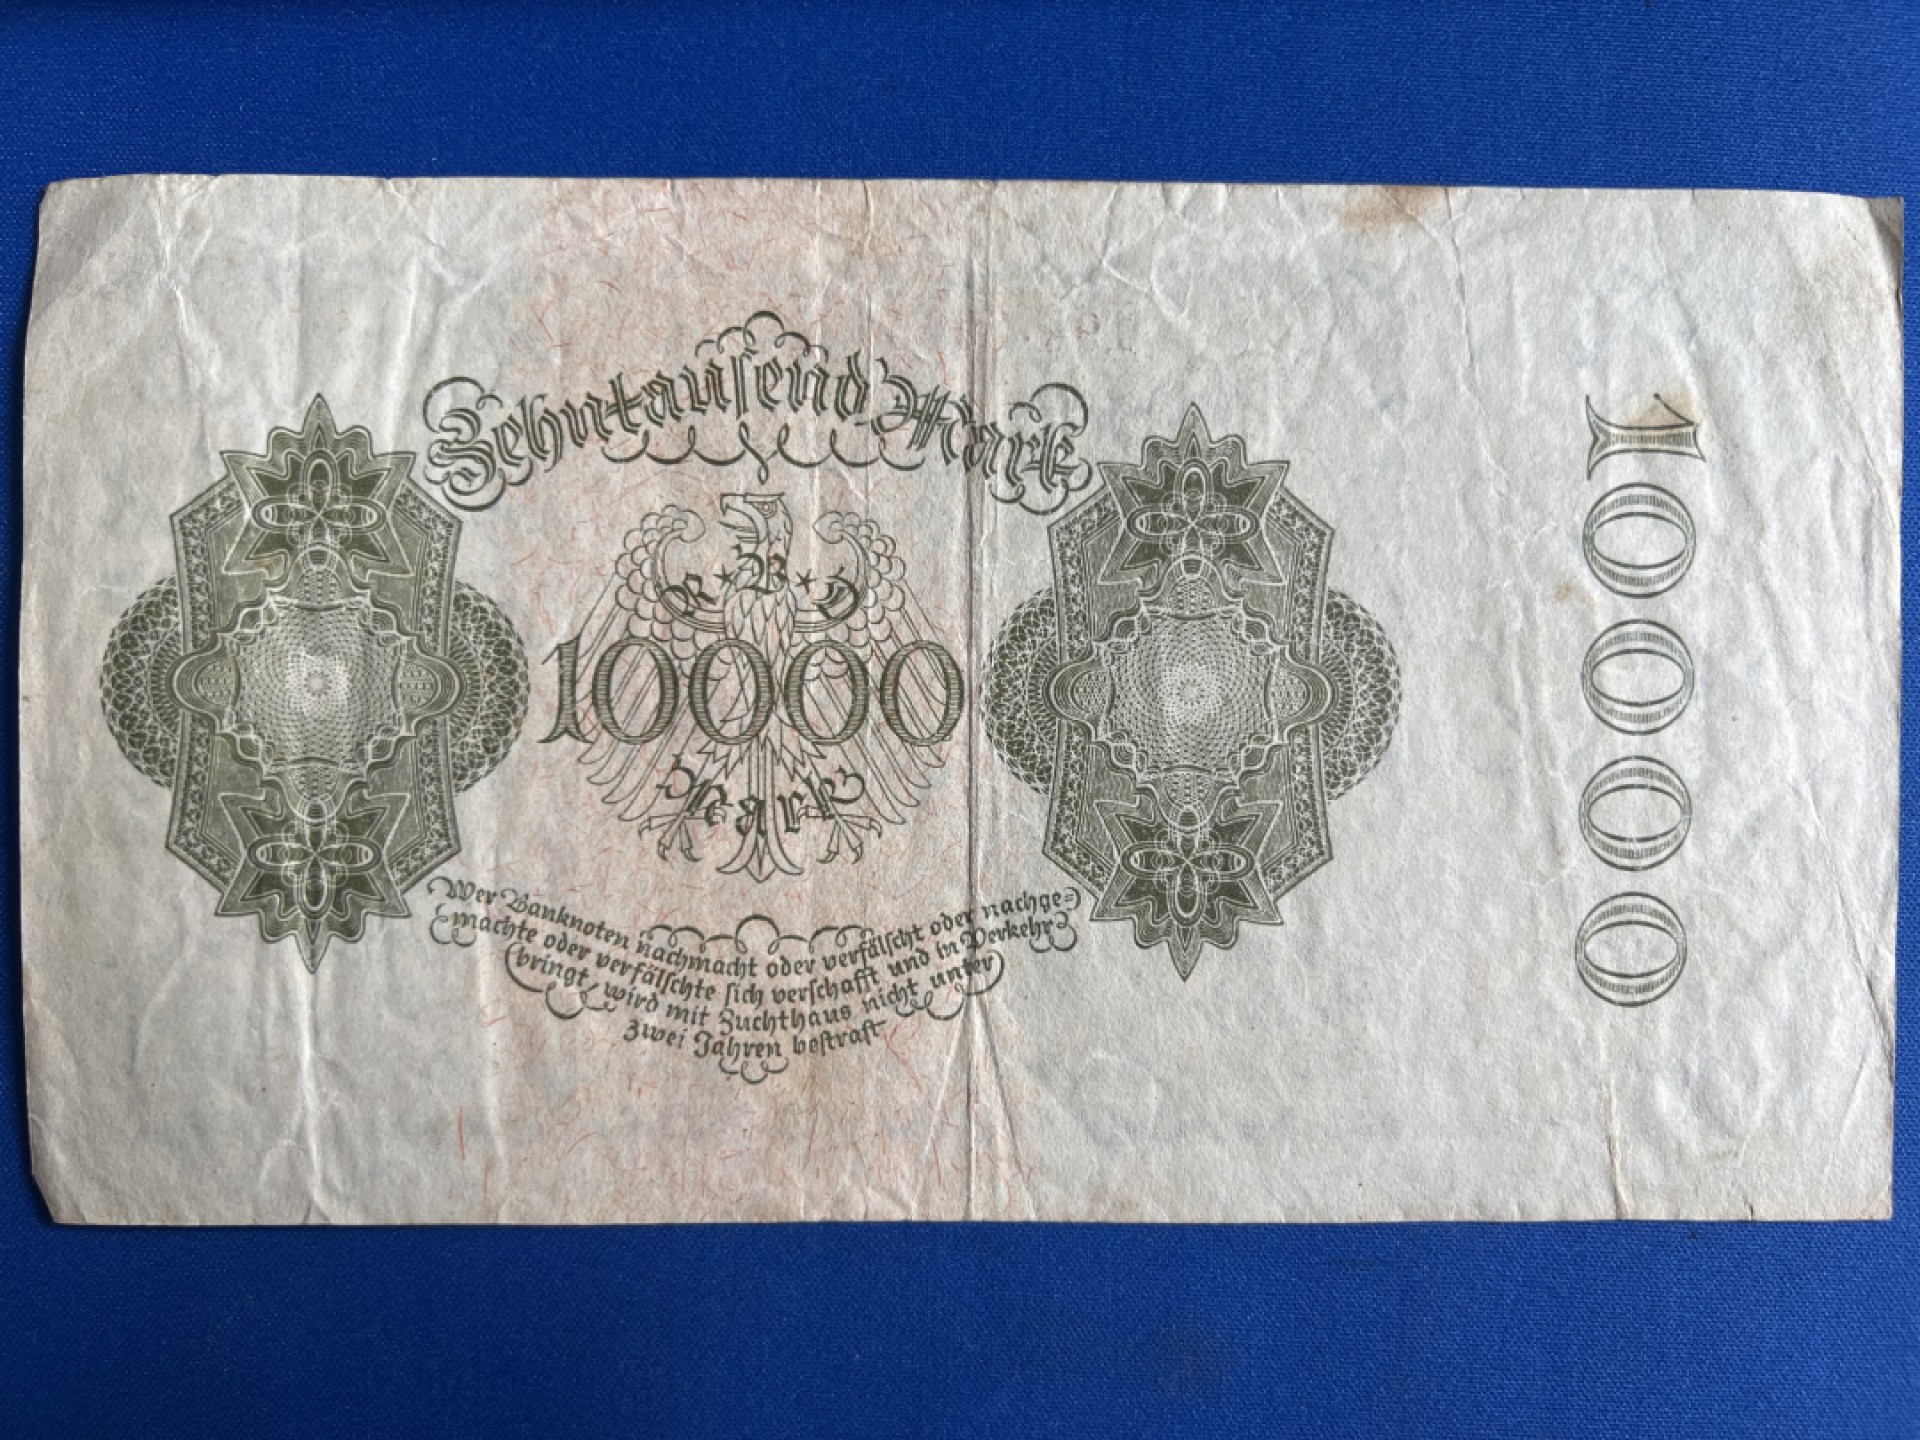 Zehntausend Mark
R★B★D
10000
Mark
Wer Banknoten nachmacht oder verfälscht oder nachge=
machte oder verfälschte sich verschafft und in Verkehr
bringt, wird mit Zuchthaus nicht unter
zwei Jahren bestraft
10000